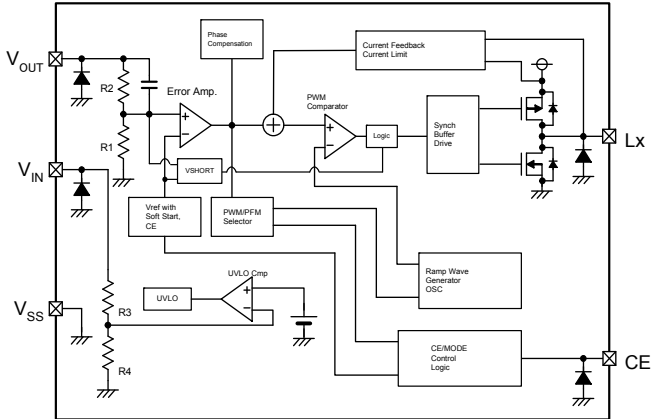 Phase
Compensation
Current Feedback
Current Limit
VOUT
R2
Error Amp.
PWM
Comparator
R1
Logic
Synch
Buffer
Drive
Lx
VIN
VSHORT
Vref with
Soft Start,
CE
PWM/PFM
Selector
Ramp Wave
Generator
OSC
UVLO Cmp
UVLO
R3
VSS
R4
CE/MODE
Control
Logic
CE